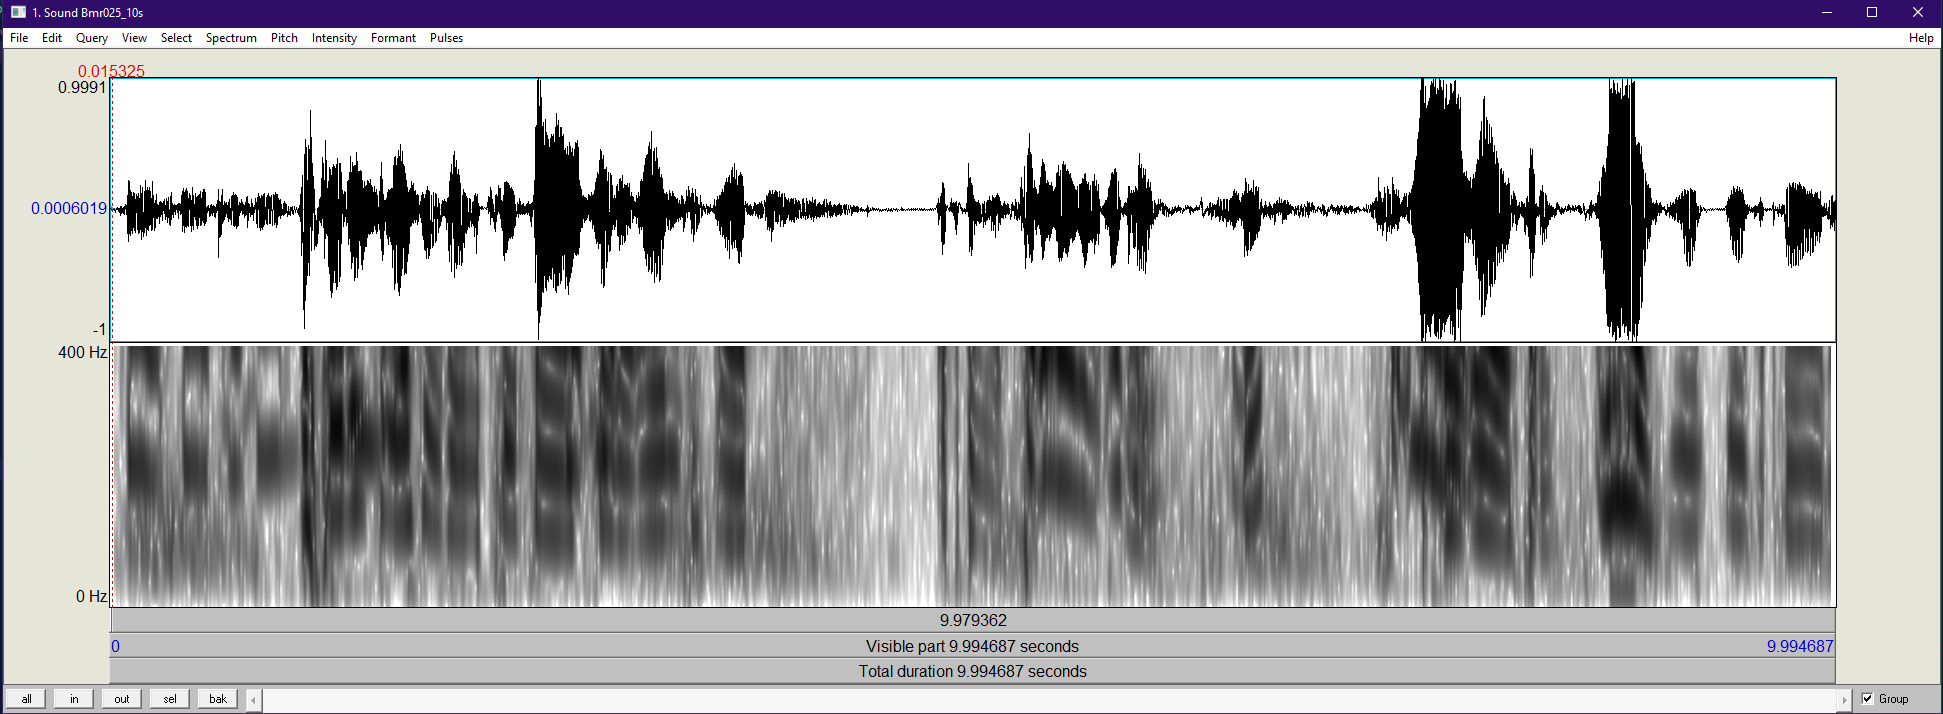 1. Sound Bmr025_10s
File Edit Query View Select Spectrum Pitch Intensity Formant Pulses Help
0.015325
0.9991
0.0006019
-1
400 Hz
0 Hz
9.979362
0 Visible part 9.994687 seconds 9.994687
Total duration 9.994687 seconds
all in out sel bak Group